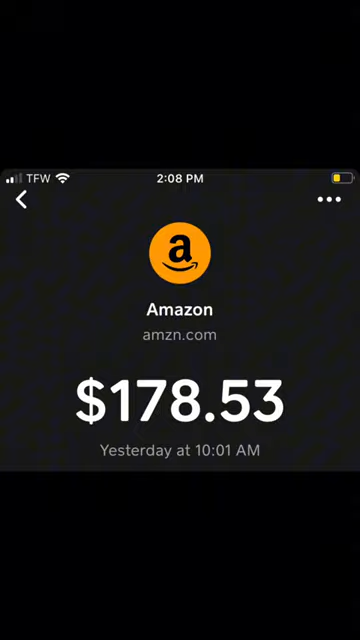 TFW 2:08 PM
a
Amazon
amzn.com
$178.53
Yesterday at 10:01 AM